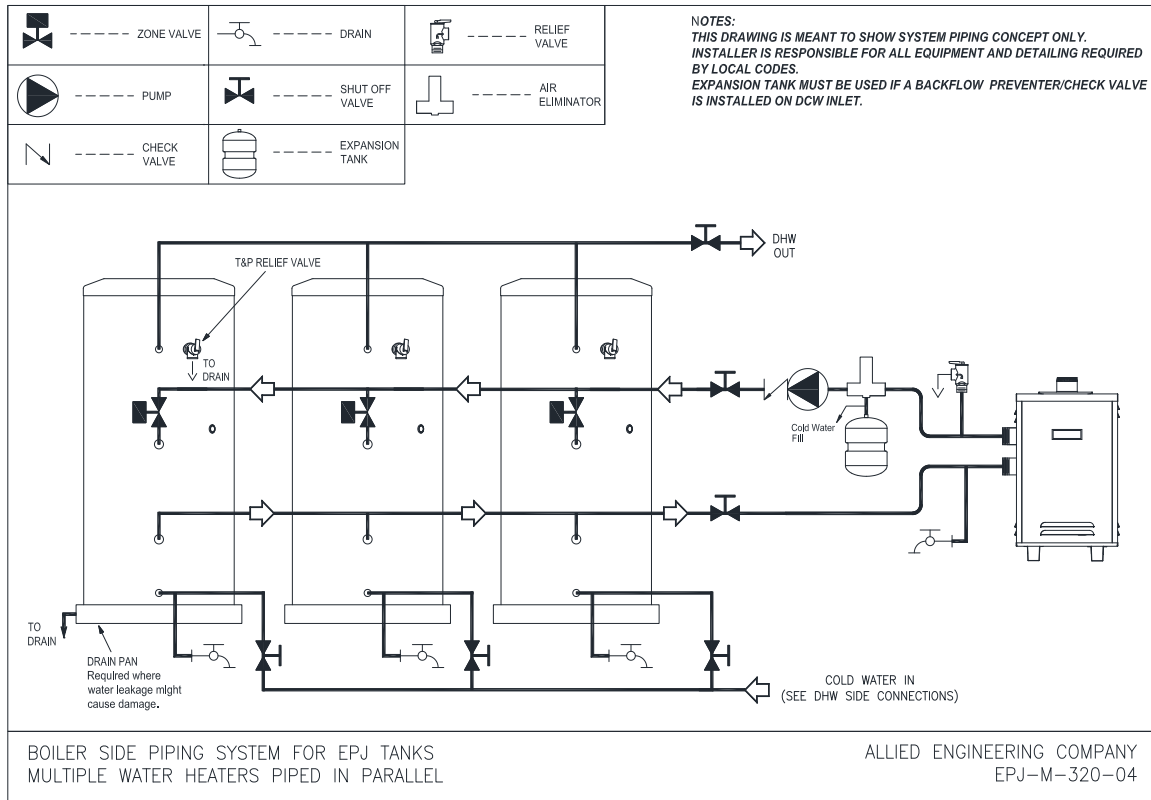 ZONE VALVE
DRAIN
RELIEF
VALVE
PUMP
SHUT OFF
VALVE
AIR
ELIMINATOR
CHECK
VALVE
EXPANSION
TANK
NOTES:
THIS DRAWING IS MEANT TO SHOW SYSTEM PIPING CONCEPT ONLY.
INSTALLER IS RESPONSIBLE FOR ALL EQUIPMENT AND DETAILING REQUIRED
BY LOCAL CODES.
EXPANSION TANK MUST BE USED IF A BACKFLOW PREVENTER/CHECK VALVE
IS INSTALLED ON DCW INLET.
DHW
OUT
T&P RELIEF VALVE
TO
DRAIN
Cold Water
Fill
TO
DRAIN
DRAIN PAN
Required where
water leakage might
cause damage.
COLD WATER IN
(SEE DHW SIDE CONNECTIONS)
BOILER SIDE PIPING SYSTEM FOR EPJ TANKS
MULTIPLE WATER HEATERS PIPED IN PARALLEL
ALLIED ENGINEERING COMPANY
EPJ-M-320-04